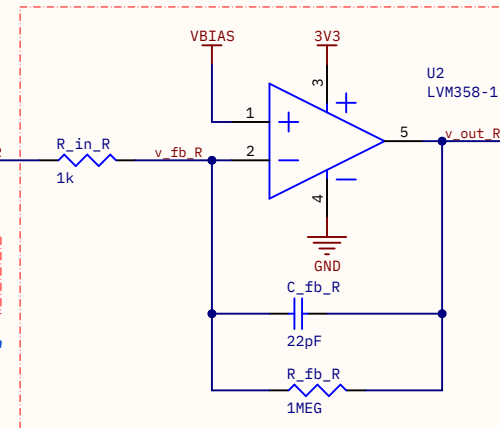 VBIAS
3V3
U2
LVM358-1
3
1
5
v_out_R
R_in_R
v_fb_R
2
1k
4
GND
C_fb_R
22pF
R_fb_R
1MEG